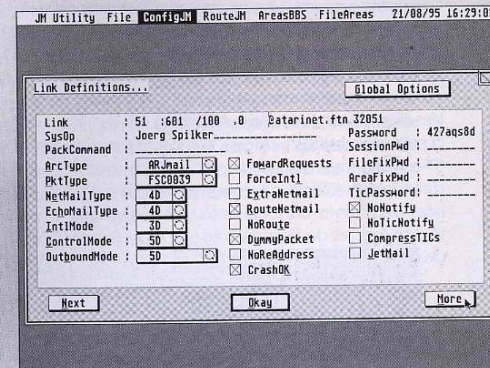 JM Utility File ConfigJM RouteJM AreasBBS FileAreas 21/08/95 16:29:0
Link Definitions...
Global Options
Link : 51 :601 /100 .0 @atarinet.ftn 32051
SysOp : Joerg Spilker Password : 427aqs8d
PackCommand : SessionPwd :
ArcType : ARJmail FowardRequests FileFixPwd :
PktType : FSC0039 ForceIntl AreaFixPwd :
NetMailType : 4D ExtraNetmail TicPassword:
EchoMailType : 4D RouteNetmail NoNotify
IntlMode : 3D NoRoute NoTicNotify
ControlMode : 5D DummyPacket CompressTICs
OutboundMode : 5D NoReAddress JetMail
CrashOK
Next Okay More